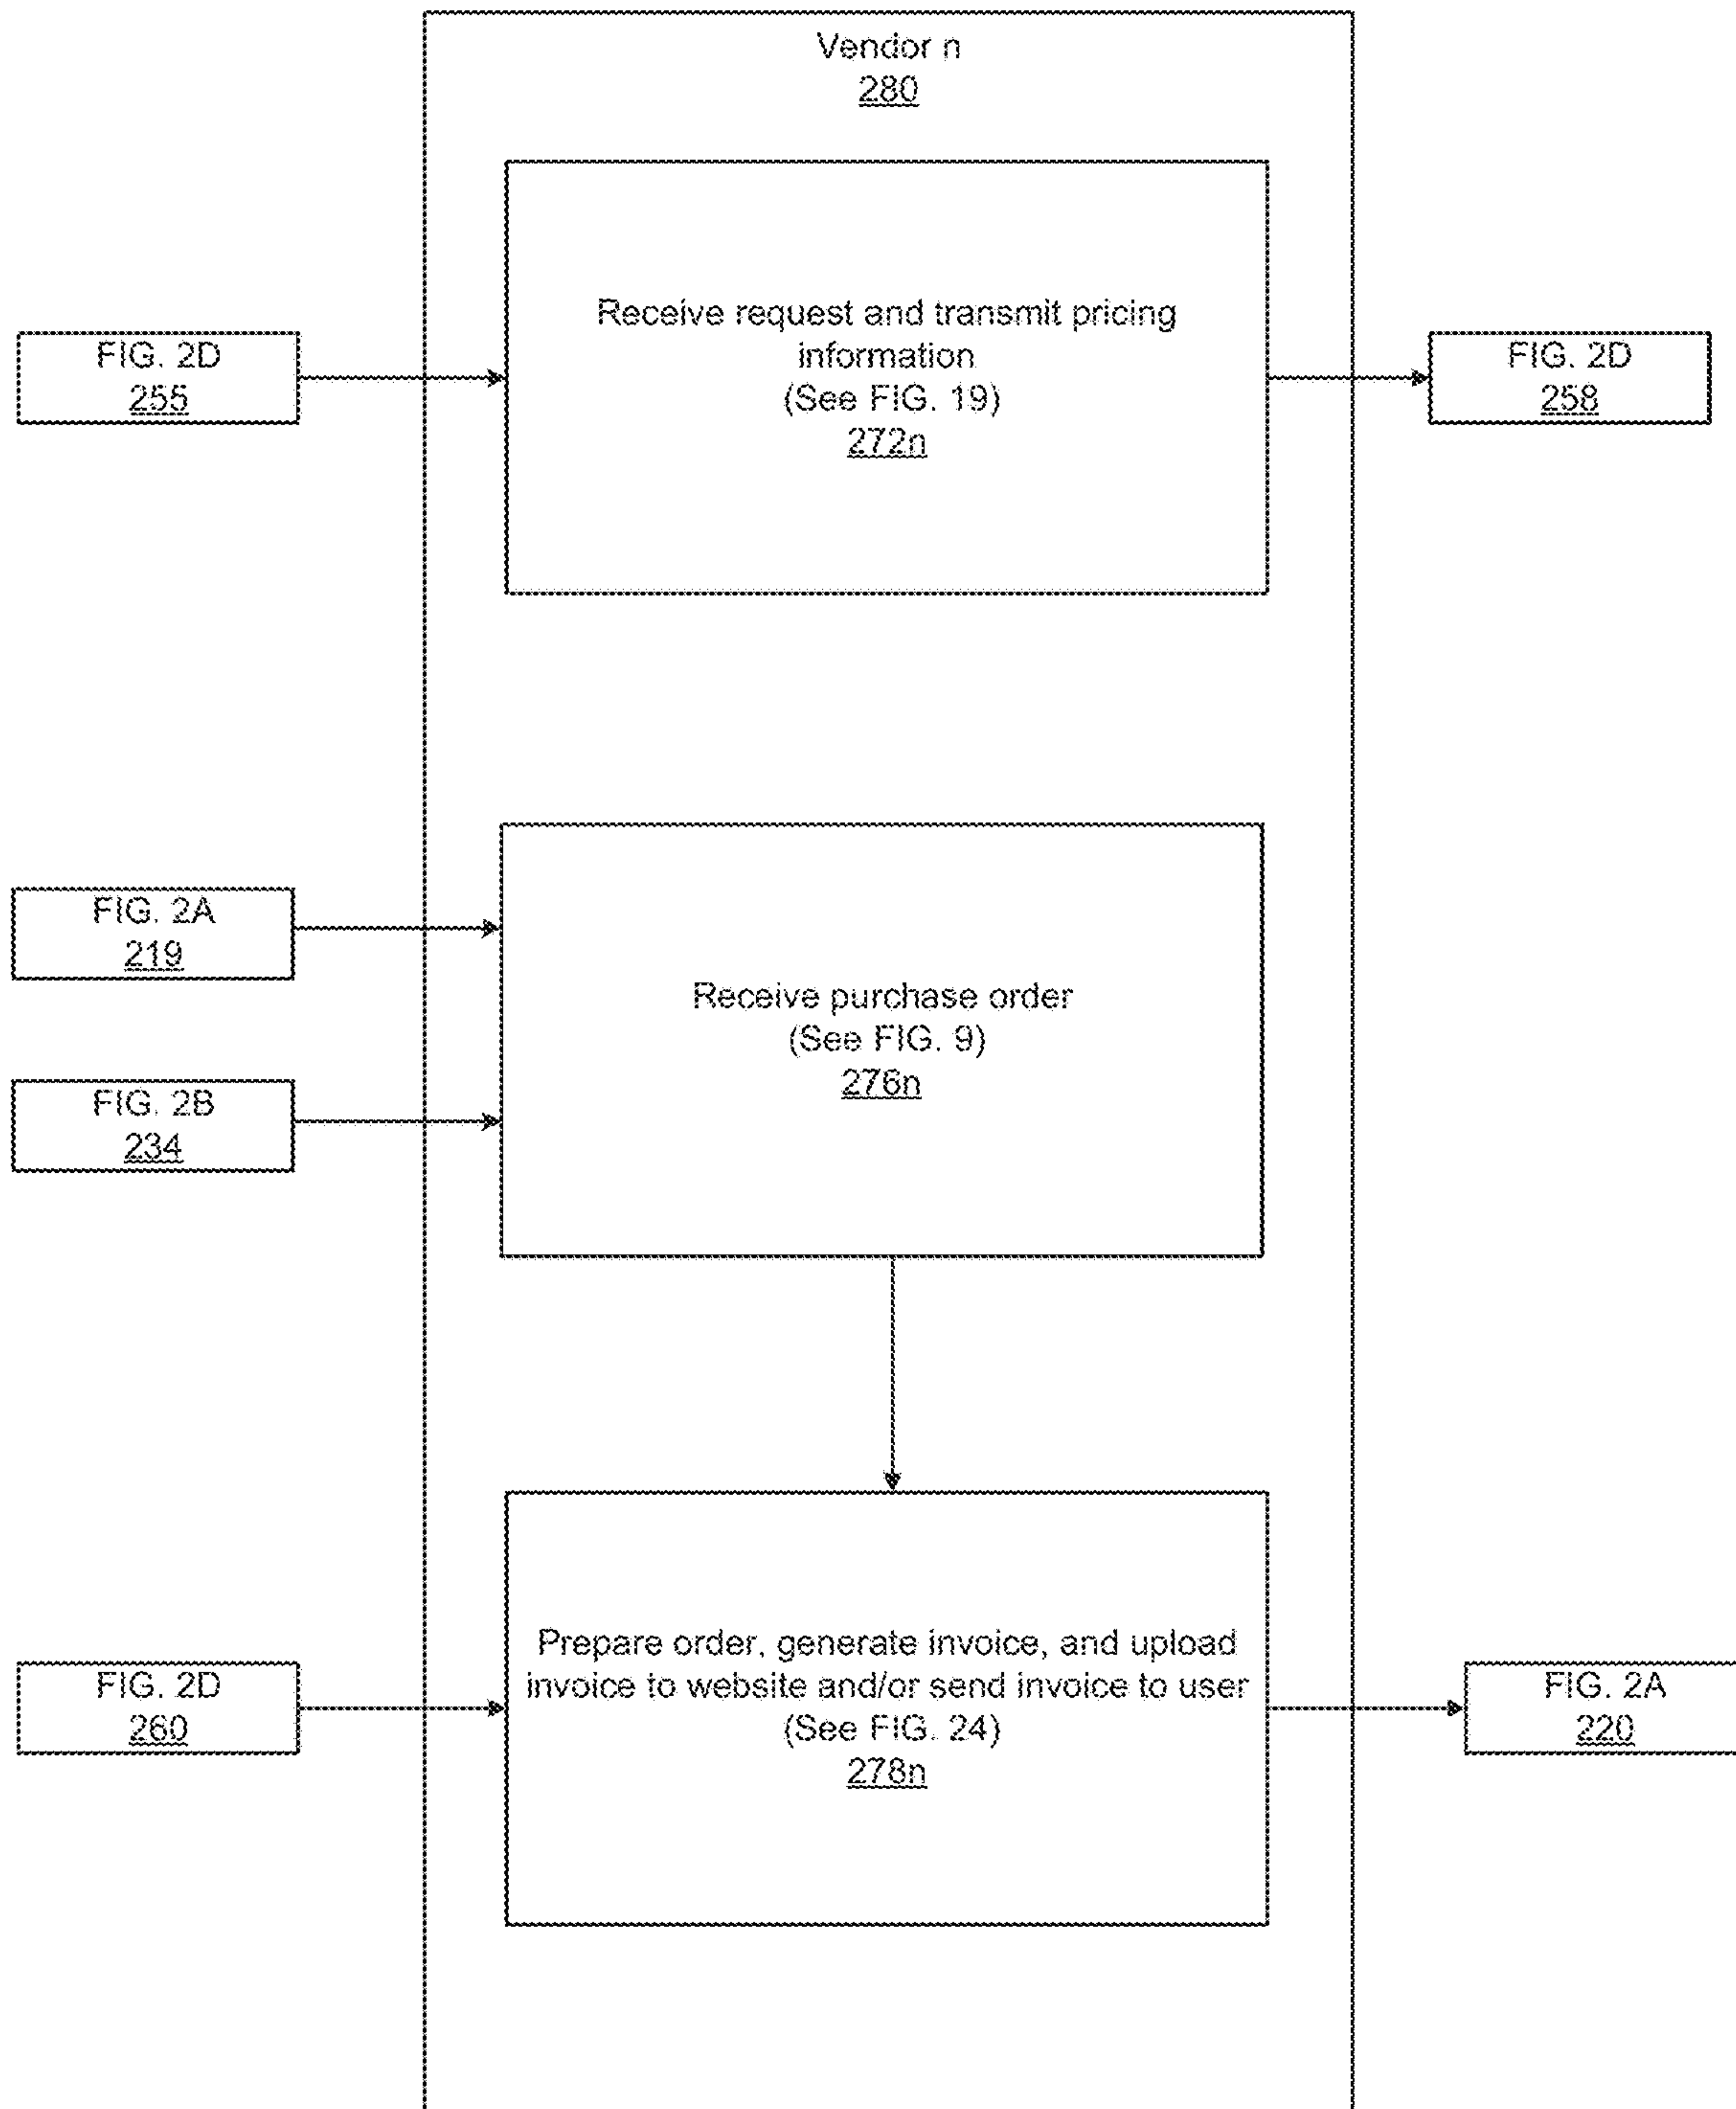 Vendor n
280
Receive request and transmit pricing
information
(See FIG. 19)
272n
FIG. 2D
255
FIG. 2D
258
FIG. 2A
219
Receive purchase order
(See FIG. 9)
276n
FIG. 2B
234
Prepare order, generate invoice, and upload
invoice to website and/or send invoice to user
(See FIG. 24)
278n
FIG. 2D
260
FIG. 2A
220